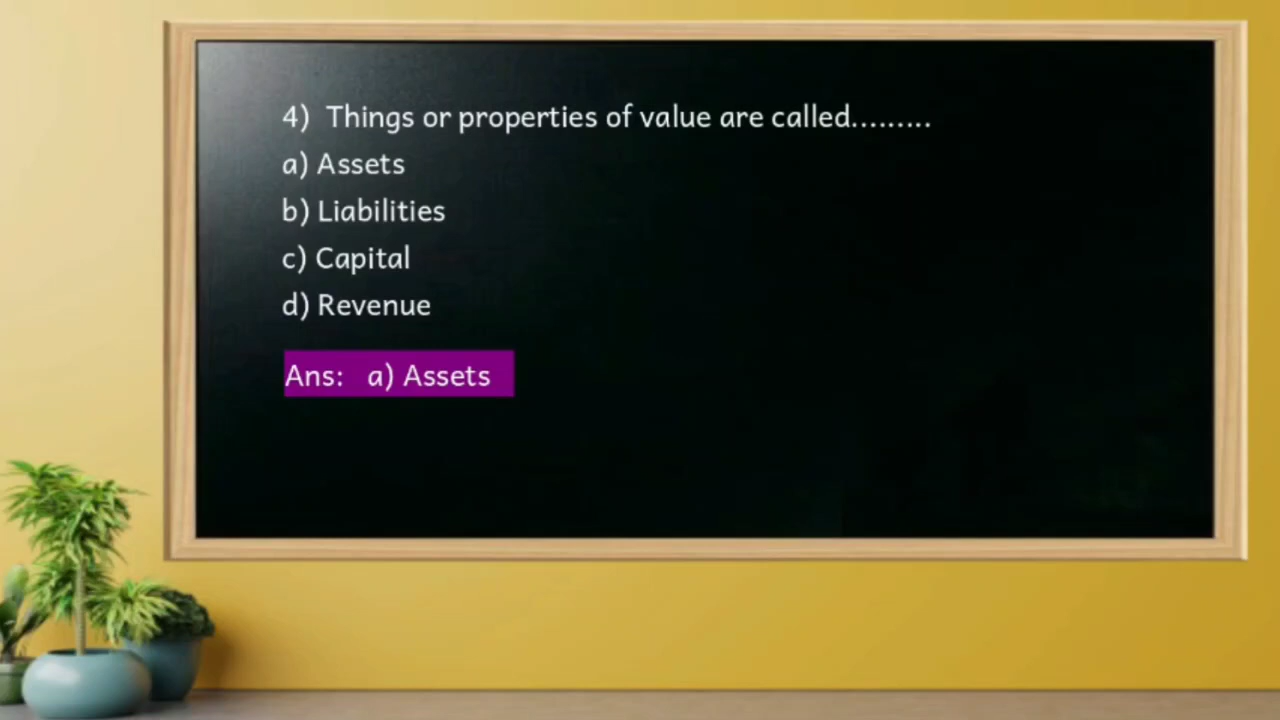 4) Things or properties of value are called.........
a) Assets
b) Liabilities
c) Capital
d) Revenue
Ans: a) Assets